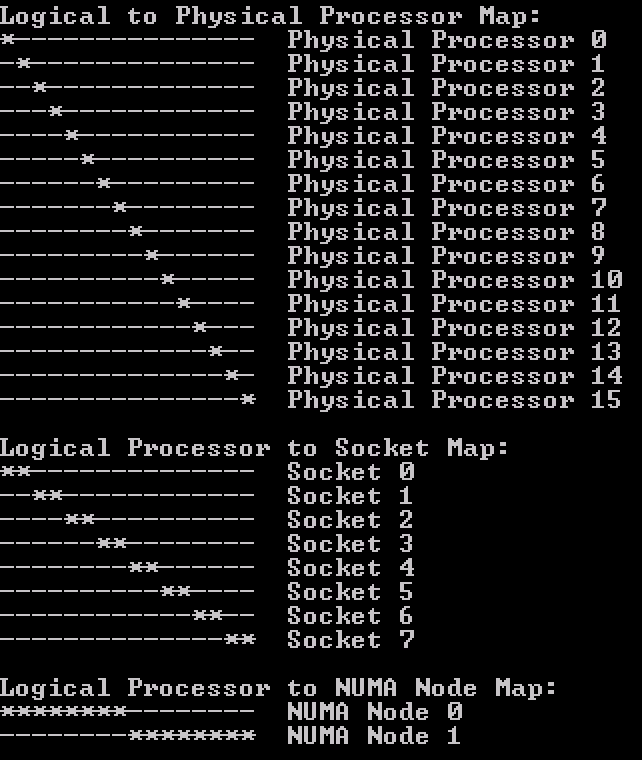 Logical to Physical Processor Map:
*---------------  Physical Processor 0
-*--------------  Physical Processor 1
--*-------------  Physical Processor 2
---*------------  Physical Processor 3
----*-----------  Physical Processor 4
-----*----------  Physical Processor 5
------*---------  Physical Processor 6
-------*--------  Physical Processor 7
--------*-------  Physical Processor 8
---------*------  Physical Processor 9
----------*-----  Physical Processor 10
-----------*----  Physical Processor 11
------------*---  Physical Processor 12
-------------*--  Physical Processor 13
--------------*-  Physical Processor 14
---------------*  Physical Processor 15
Logical Processor to Socket Map:
**--------------  Socket 0
--**------------  Socket 1
----**----------  Socket 2
------**--------  Socket 3
--------**------  Socket 4
----------**----  Socket 5
------------**--  Socket 6
--------------**  Socket 7
Logical Processor to NUMA Node Map:
********--------  NUMA Node 0
--------********  NUMA Node 1